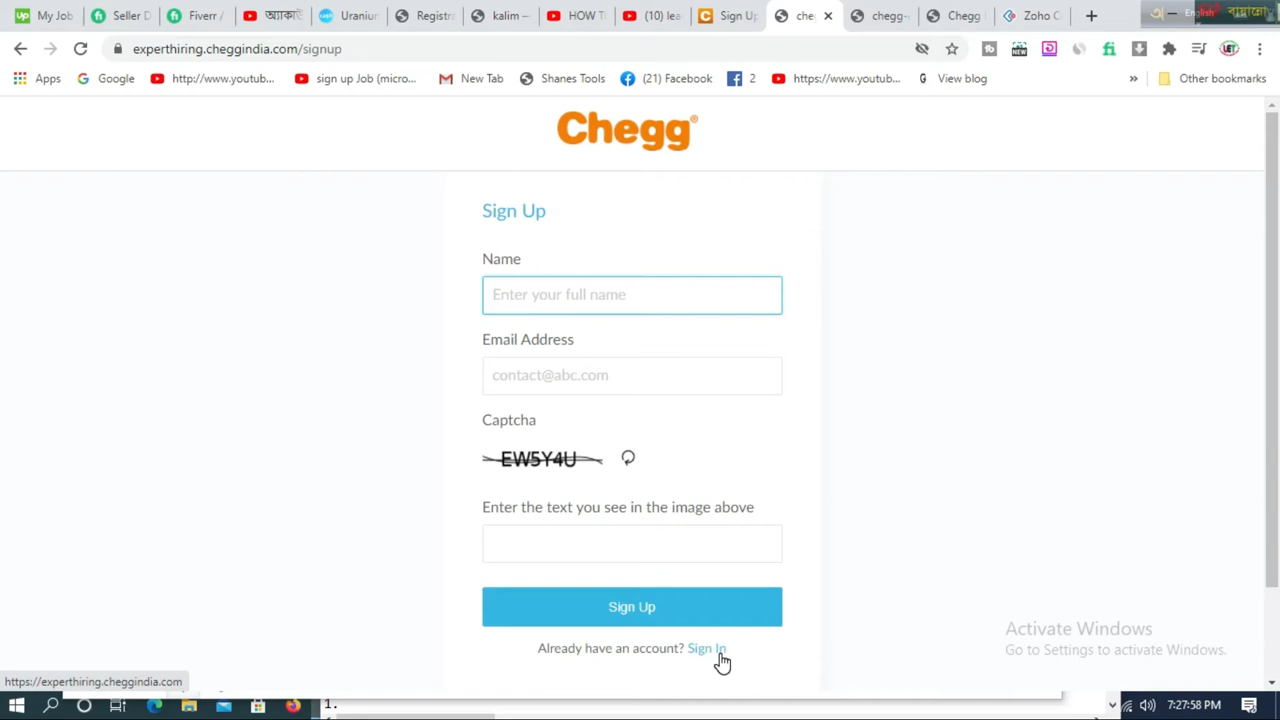 My Job
Seller D
Fiverr /
অ্যাকাউ
Uraniur
Registr
kalim –
HOW T
(10) les
Sign Up
che
chegg-
Chegg
Zoho C
English
experthiring.cheggindia.com/signup
NEW
Apps
Google
http://www.youtub...
sign up Job (micro...
New Tab
Shanes Tools
(21) Facebook
2
https://www.youtub...
View blog
»
Other bookmarks
Chegg®
Sign Up
Name
Enter your full name
Email Address
contact@abc.com
Captcha
EW5Y4U
Enter the text you see in the image above
Sign Up
Already have an account? Sign In
Activate Windows
Go to Settings to activate Windows.
https://experthiring.cheggindia.com
1.
7:27:58 PM